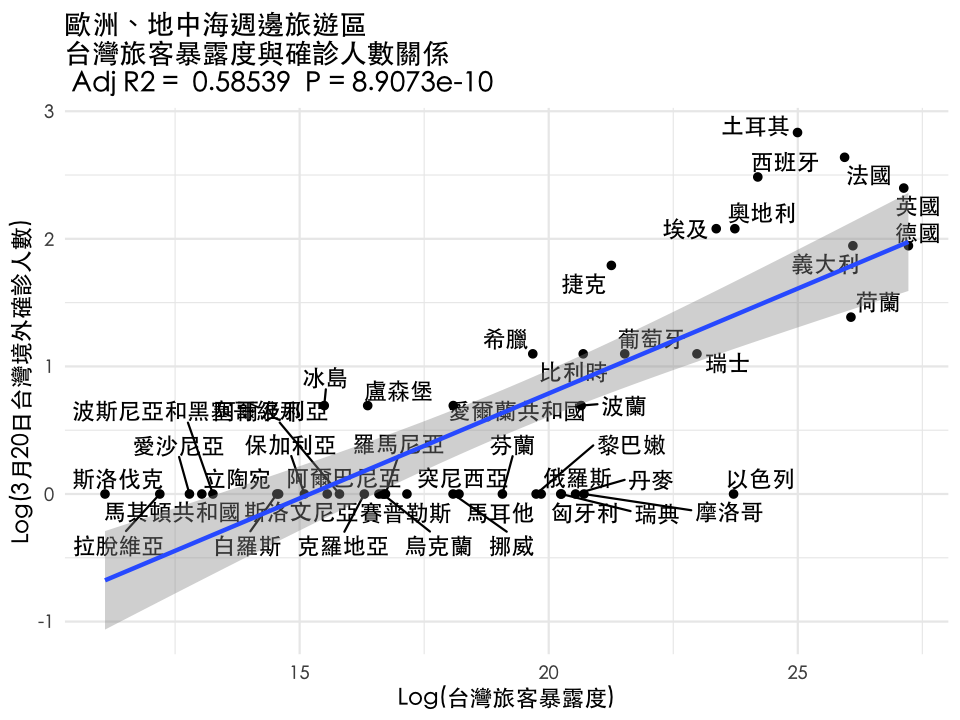 歐洲、地中海週邊旅遊區
台灣旅客暴露度與確診人數關係
Adj R2 = 0.58539 P = 8.9073e-10
3
土耳其
西班牙
法國
英國
奧地利
埃及
德國
2
義大利
捷克
荷蘭
希臘
葡萄牙
比利時
瑞士
1
冰島
盧森堡
波斯尼亞和黑塞哥維那
愛爾蘭共和國
波蘭
愛沙尼亞
保加利亞
羅馬尼亞
芬蘭
黎巴嫩
斯洛伐克
立陶宛
阿爾巴尼亞
突尼西亞
俄羅斯
丹麥
以色列
0
馬其頓共和國
斯洛文尼亞
賽普勒斯
馬耳他
匈牙利
瑞典
摩洛哥
拉脫維亞
白羅斯
克羅地亞
烏克蘭
挪威
-1
15
20
25
Log(台灣旅客暴露度)
Log(3月20日台灣境外確診人數)